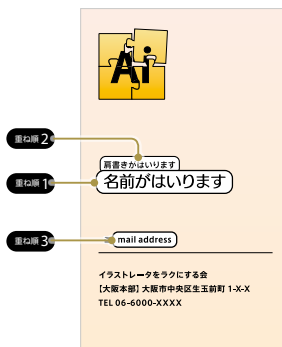 Ai
重ね順2
肩書きがはいります
重ね順1
名前がはいります
重ね順3
mail address
イラストレータをラクにする会
【大阪本部】大阪市中央区生玉前町 1-X-X
TEL 06-6000-XXXX